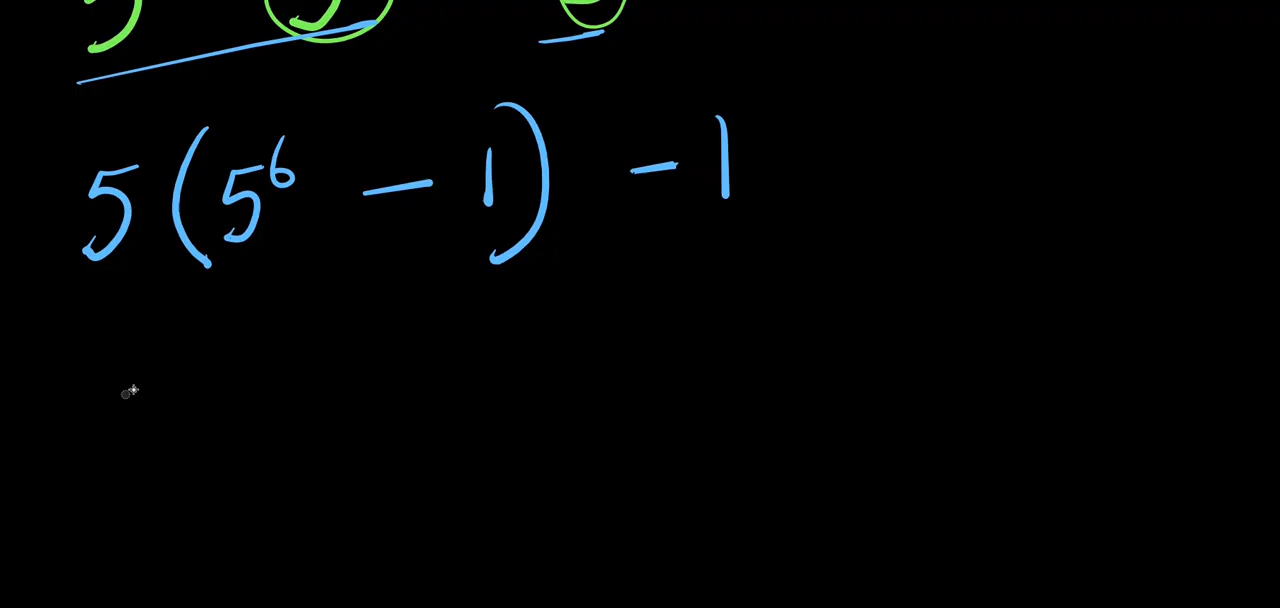 5(5⁶ − 1) − 1